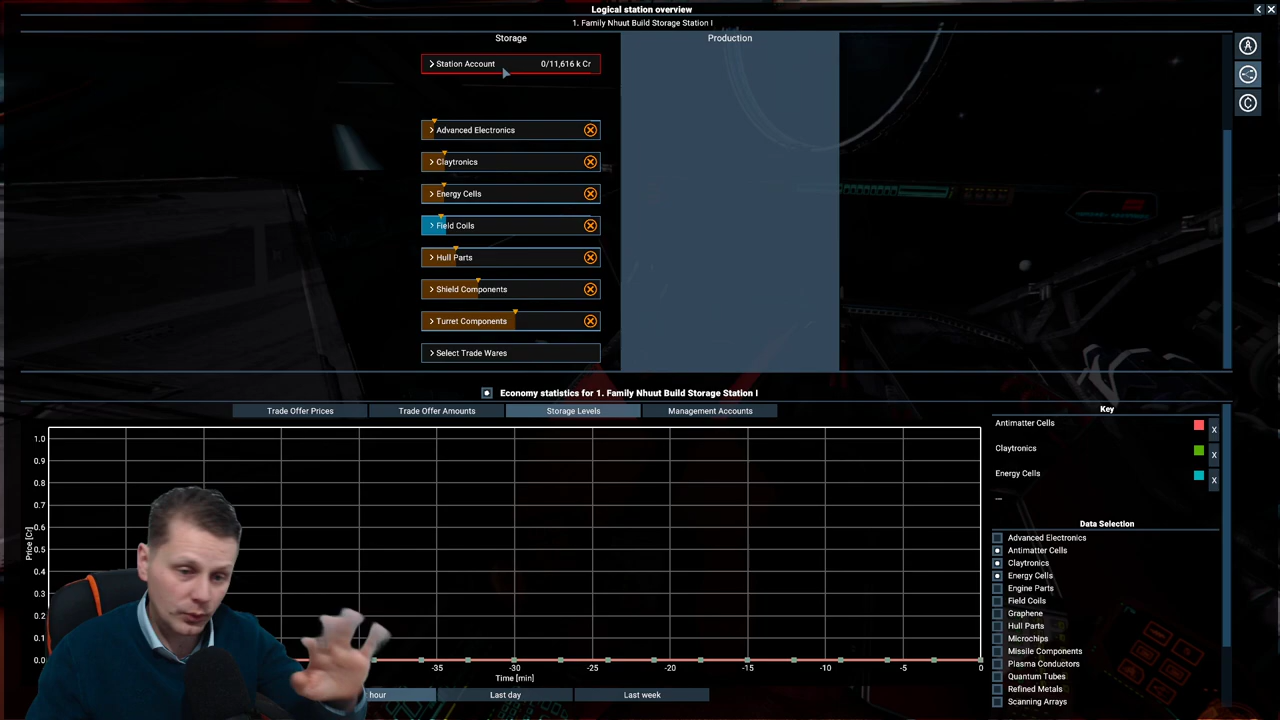 Logical station overview
1. Family Nhuut Build Storage Station I
Storage
Production
Station Account 0/11,616 k Cr
Advanced Electronics
Claytronics
Energy Cells
Field Coils
Hull Parts
Shield Components
Turret Components
Select Trade Wares
Economy statistics for 1. Family Nhuut Build Storage Station I
Trade Offer Prices
Trade Offer Amounts
Storage Levels
Management Accounts
Price [Cr]
1.0
0.9
0.8
0.7
0.6
0.5
0.4
0.3
0.2
0.1
0.0
-35
-30
-25
-20
-15
-10
-5
0
Time [min]
hour
Last day
Last week
Key
Antimatter Cells X
Claytronics X
Energy Cells X
---
Data Selection
Advanced Electronics
Antimatter Cells
Claytronics
Energy Cells
Engine Parts
Field Coils
Graphene
Hull Parts
Microchips
Missile Components
Plasma Conductors
Quantum Tubes
Refined Metals
Scanning Arrays